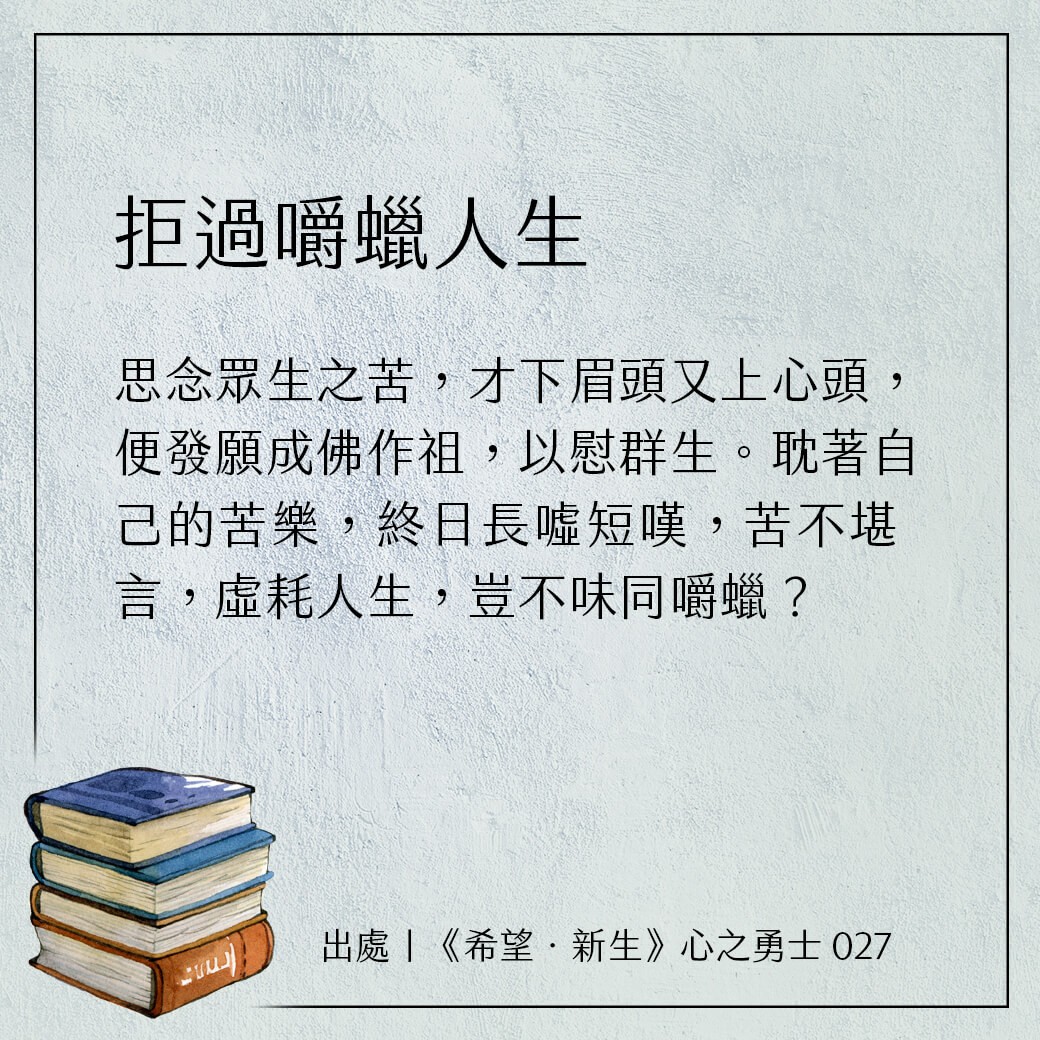 拒過嚼蠟人生
思念眾生之苦，才下眉頭又上心頭，
便發願成佛作祖，以慰群生。耽著自
己的苦樂，終日長噓短嘆，苦不堪
言，虛耗人生，豈不味同嚼蠟？
出處｜《希望．新生》心之勇士 027